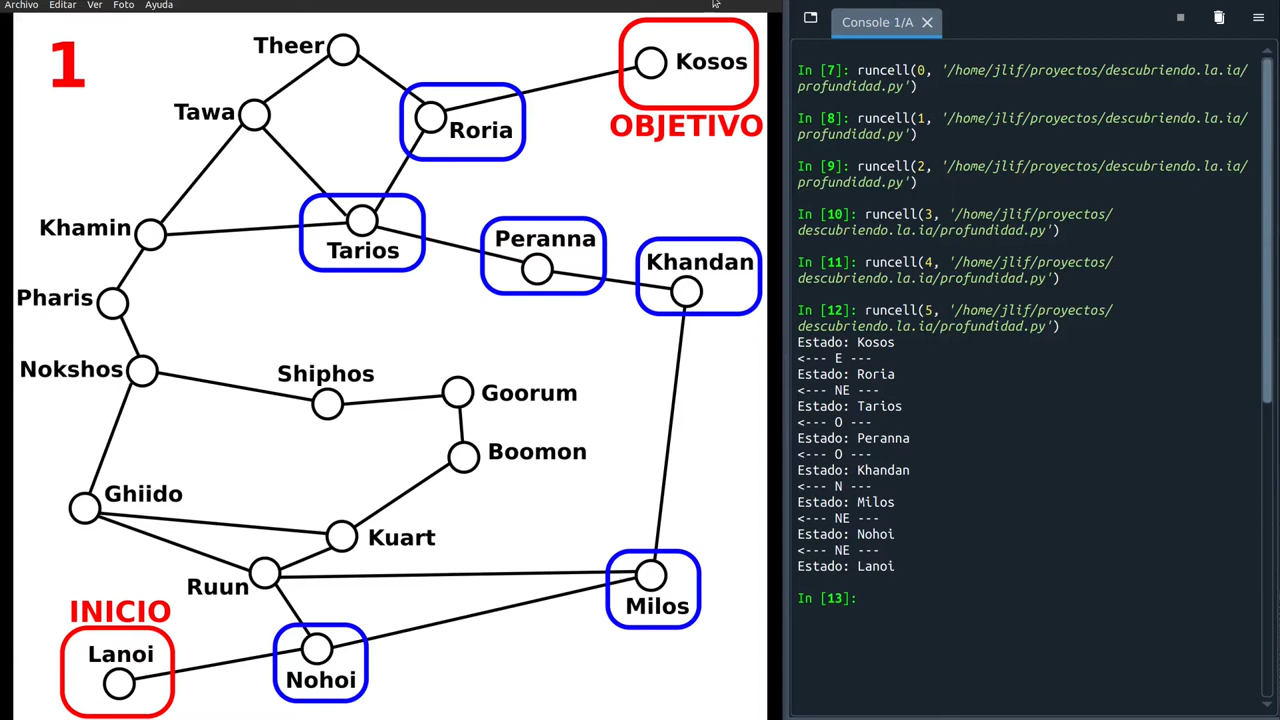 Archivo Editar Ver Foto Ayuda
1
Theer
Kosos
Tawa
Roria
OBJETIVO
Khamin
Tarios
Peranna
Khandan
Pharis
Nokshos
Shiphos
Goorum
Boomon
Ghiido
Kuart
Ruun
INICIO
Milos
Lanoi
Nohoi
Console 1/A
In [7]: runcell(0, '/home/jlif/proyectos/descubriendo.la.ia/
profundidad.py')
In [8]: runcell(1, '/home/jlif/proyectos/descubriendo.la.ia/
profundidad.py')
In [9]: runcell(2, '/home/jlif/proyectos/descubriendo.la.ia/
profundidad.py')
In [10]: runcell(3, '/home/jlif/proyectos/
descubriendo.la.ia/profundidad.py')
In [11]: runcell(4, '/home/jlif/proyectos/
descubriendo.la.ia/profundidad.py')
In [12]: runcell(5, '/home/jlif/proyectos/
descubriendo.la.ia/profundidad.py')
Estado: Kosos
<--- E ---
Estado: Roria
<--- NE ---
Estado: Tarios
<--- O ---
Estado: Peranna
<--- O ---
Estado: Khandan
<--- N ---
Estado: Milos
<--- NE ---
Estado: Nohoi
<--- NE ---
Estado: Lanoi
In [13]: